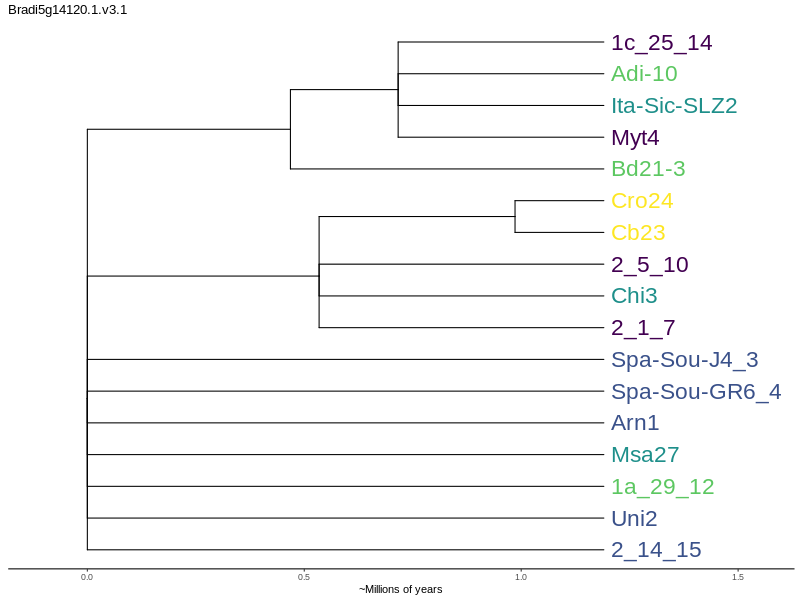 Bradi5g14120.1.v3.1
1c_25_14
Adi-10
Ita-Sic-SLZ2
Myt4
Bd21-3
Cro24
Cb23
2_5_10
Chi3
2_1_7
Spa-Sou-J4_3
Spa-Sou-GR6_4
Arn1
Msa27
1a_29_12
Uni2
2_14_15
0.0 0.5 1.0 1.5
~Millions of years